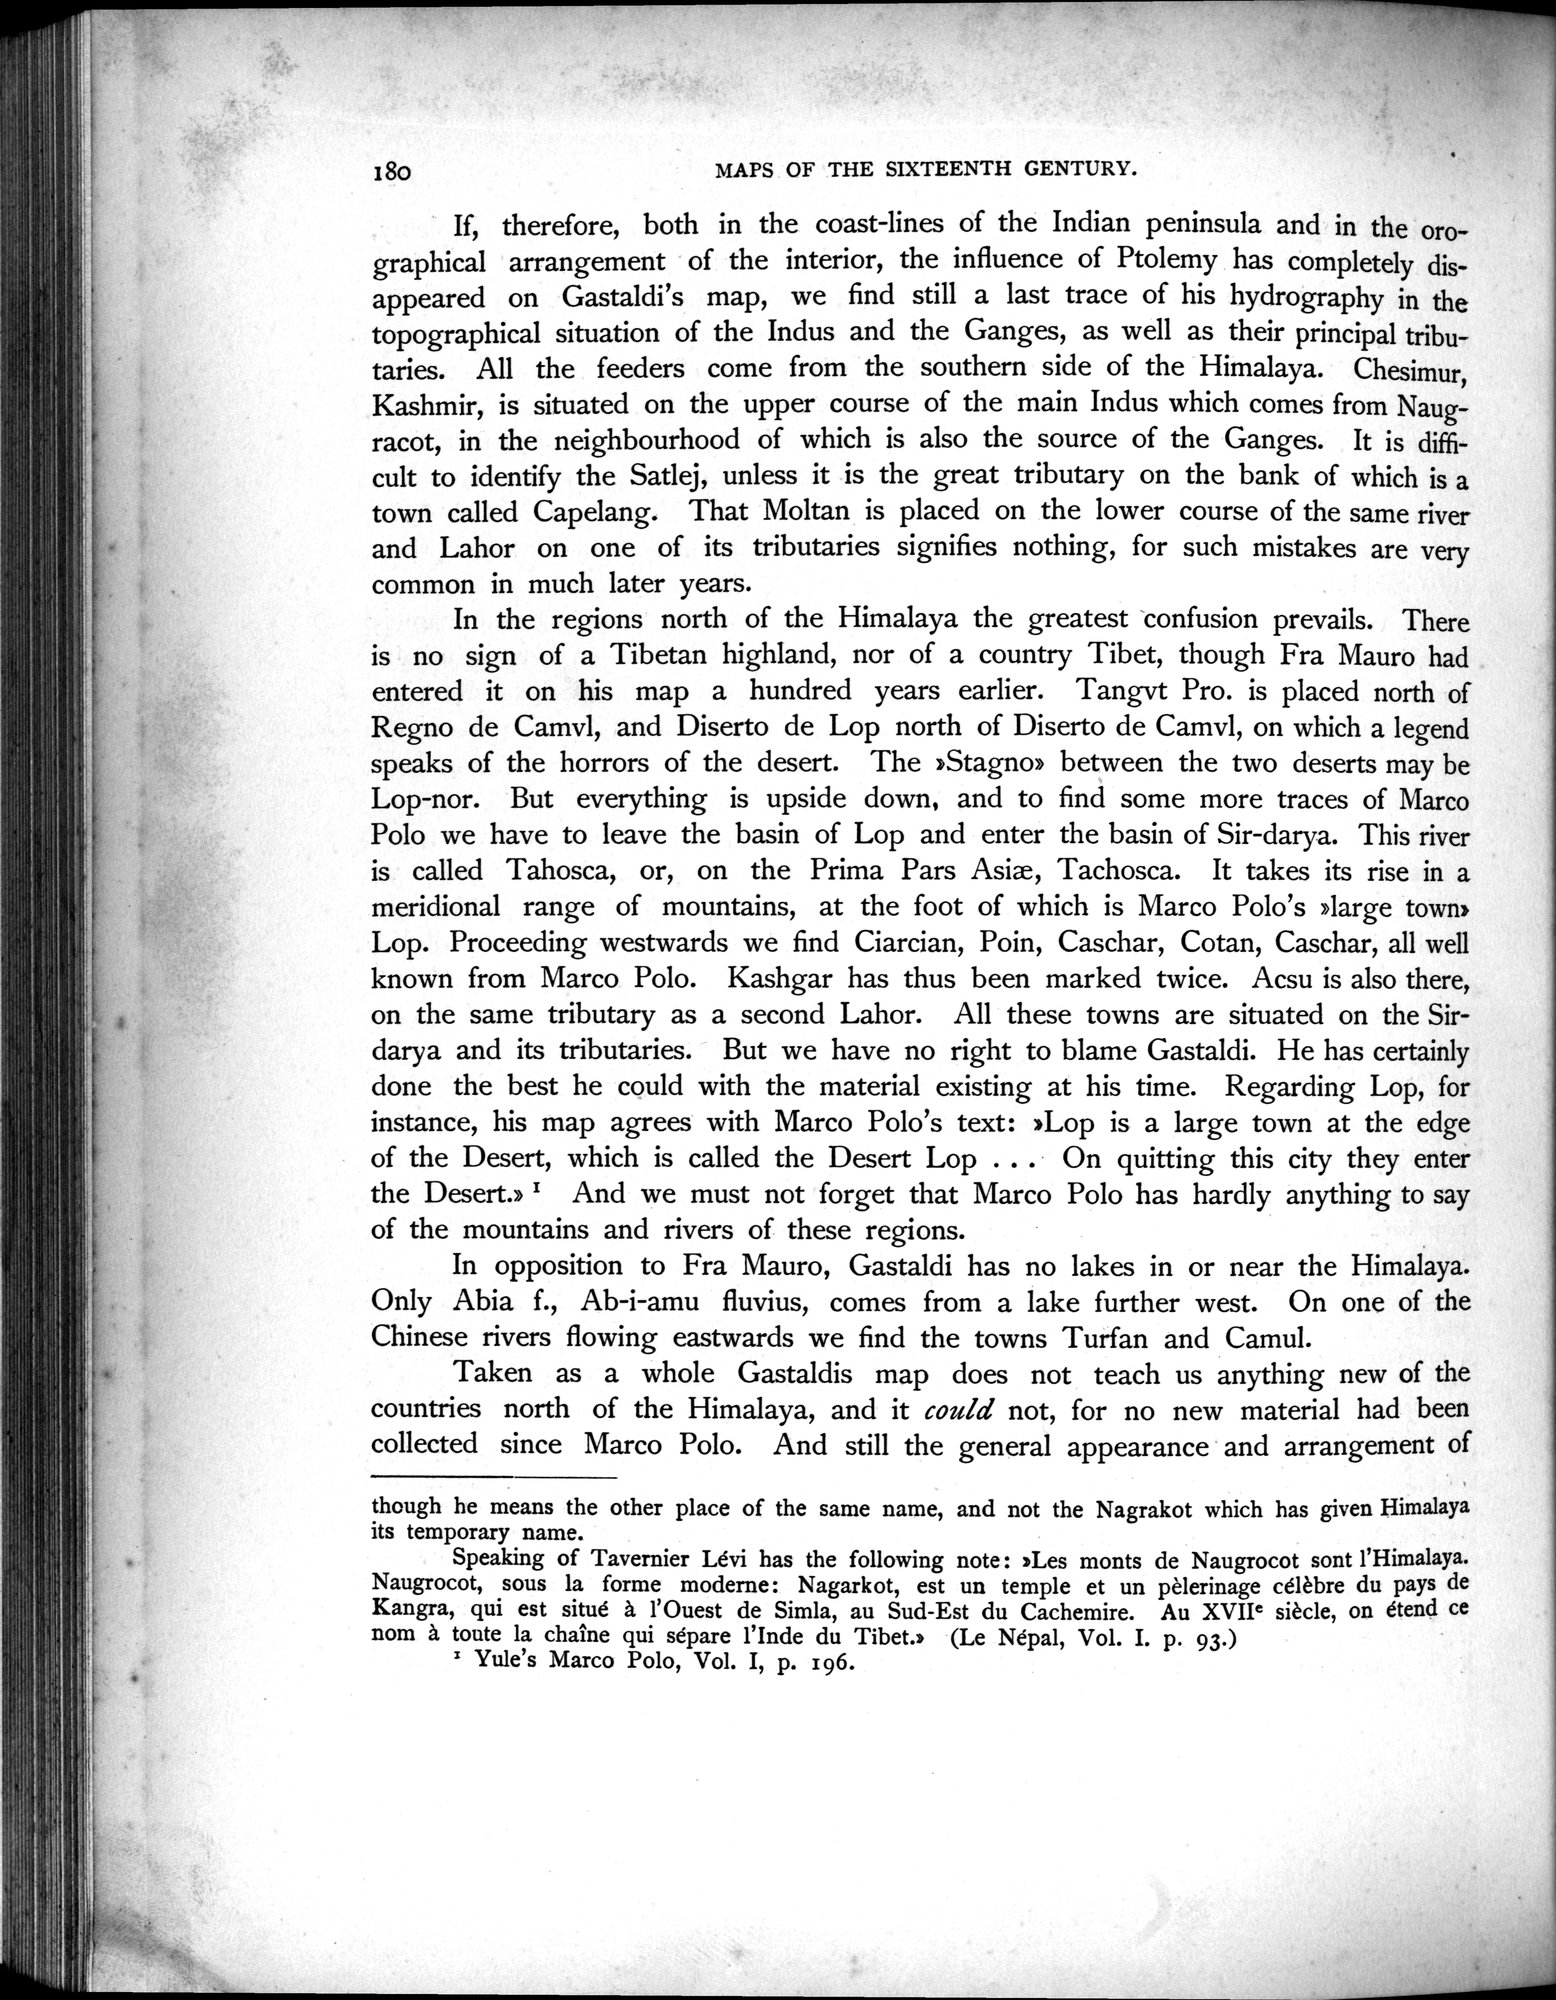 180
MAPS OF THE SIXTEENTH GENTURY.
If, therefore, both in the coast-lines of the Indian peninsula and in the oro-
graphical arrangement of the interior, the influence of Ptolemy has completely dis-
appeared on Gastaldi's map, we find still a last trace of his hydrography in the
topographical situation of the Indus and the Ganges, as well as their principal tribu-
taries. All the feeders come from the southern side of the Himalaya. Chesimur,
Kashmir, is situated on the upper course of the main Indus which comes from Naug-
racot, in the neighbourhood of which is also the source of the Ganges. It is diffi-
cult to identify the Satlej, unless it is the great tributary on the bank of which is a
town called Capelang. That Moltan is placed on the lower course of the same river
and Lahor on one of its tributaries signifies nothing, for such mistakes are very
common in much later years.
In the regions north of the Himalaya the greatest confusion prevails. There
is no sign of a Tibetan highland, nor of a country Tibet, though Fra Mauro had
entered it on his map a hundred years earlier. Tangvt Pro. is placed north of
Regno de Camvl, and Diserto de Lop north of Diserto de Camvl, on which a legend
speaks of the horrors of the desert. The »Stagno» between the two deserts may be
Lop-nor. But everything is upside down, and to find some more traces of Marco
Polo we have to leave the basin of Lop and enter the basin of Sir-darya. This river
is called Tahosca, or, on the Prima Pars Asiæ, Tachosca. It takes its rise in a
meridional range of mountains, at the foot of which is Marco Polo's »large town»
Lop. Proceeding westwards we find Ciarcian, Poin, Caschar, Cotan, Caschar, all well
known from Marco Polo. Kashgar has thus been marked twice. Acsu is also there,
on the same tributary as a second Lahor. All these towns are situated on the Sir-
darya and its tributaries. But we have no right to blame Gastaldi. He has certainly
done the best he could with the material existing at his time. Regarding Lop, for
instance, his map agrees with Marco Polo's text: »Lop is a large town at the edge
of the Desert, which is called the Desert Lop ... On quitting this city they enter
the Desert.» ¹ And we must not forget that Marco Polo has hardly anything to say
of the mountains and rivers of these regions.
In opposition to Fra Mauro, Gastaldi has no lakes in or near the Himalaya.
Only Abia f., Ab-i-amu fluvius, comes from a lake further west. On one of the
Chinese rivers flowing eastwards we find the towns Turfan and Camul.
Taken as a whole Gastaldis map does not teach us anything new of the
countries north of the Himalaya, and it could not, for no new material had been
collected since Marco Polo. And still the general appearance and arrangement of
though he means the other place of the same name, and not the Nagrakot which has given Himalaya
its temporary name.
Speaking of Tavernier Lévi has the following note: »Les monts de Naugrocot sont l'Himalaya.
Naugrocot, sous la forme moderne: Nagarkot, est un temple et un pèlerinage célèbre du pays de
Kangra, qui est situé à l'Ouest de Simla, au Sud-Est du Cachemire. Au XVIIᵉ siècle, on étend ce
nom à toute la chaîne qui sépare l'Inde du Tibet.» (Le Népal, Vol. I. p. 93.)
¹ Yule's Marco Polo, Vol. I, p. 196.